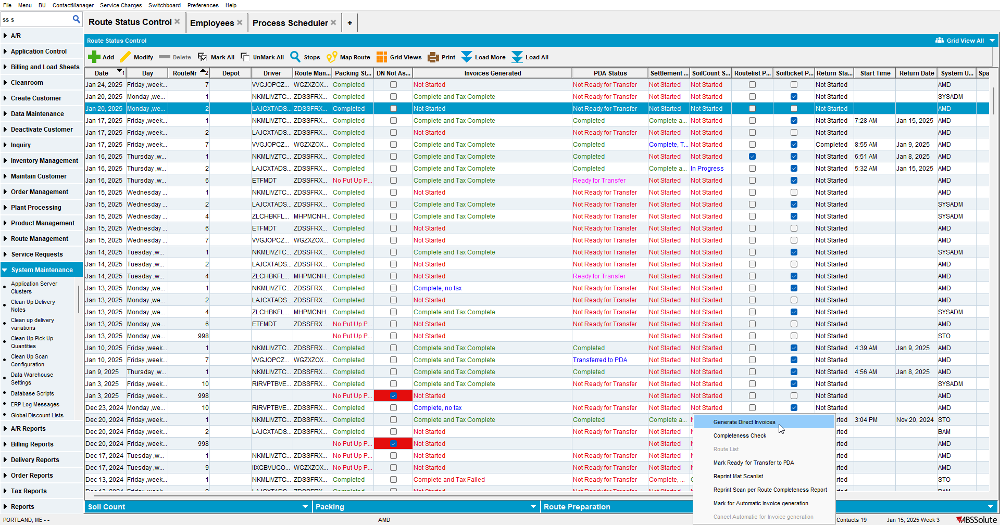 File Menu BU ContactManager Service Charges Switchboard Preferences Help
ss s
Route Status Control Employees Process Scheduler +
Route Status Control Grid View All
Add Modify Delete Mark All UnMark All Stops Map Route Grid Views Print Load More Load All
A/R
Application Control
Billing and Load Sheets
Cleanroom
Create Customer
Data Maintenance
Deactivate Customer
Inquiry
Inventory Management
Maintain Customer
Order Management
Plant Processing
Product Management
Route Management
Service Requests
System Maintenance
Application Server
Clusters
Clean Up Delivery
Notes
Clean up delivery
variations
Clean Up Pick Up
Quantities
Clean Up Scan
Configuration
Data Warehouse
Settings
Database Scripts
ERP Log Messages
Global Discount Lists
A/R Reports
Billing Reports
Delivery Reports
Order Reports
Tax Reports
Reports
Date 1 Day RouteNr 2 Depot Driver Route Man... Packing St... DN Not As... Invoices Generated PDA Status Settlement ... SoilCount S... Routelist P... Soilticket P... Return Sta... Start Time Return Date System U... Spa
Jan 24, 2025 Friday ,week... 7 VVGJOPCZ... WGZXZOX... Completed Not Started Not Ready for Transfer Not Started Not Started Not Started AMD
Jan 20, 2025 Monday ,we... 1 NKMLIVZTC... ZDSSFRX... Completed Complete and Tax Complete Not Ready for Transfer Not Started Not Started Not Started SYSADM
Jan 20, 2025 Monday ,we... 2 LAJCXTADS... ZDSSFRX... Completed Not Started Not Ready for Transfer Not Started Not Started Not Started AMD
Jan 17, 2025 Friday ,week... 1 NKMLIVZTC... ZDSSFRX... Completed Complete and Tax Complete Completed Complete a... Not Started Not Started 7:28 AM Jan 15, 2025 AMD
Jan 17, 2025 Friday ,week... 2 LAJCXTADS... ZDSSFRX... Completed Not Started Not Ready for Transfer Not Started Not Started Not Started AMD
Jan 17, 2025 Friday ,week... 7 VVGJOPCZ... WGZXZOX... Completed Complete and Tax Complete Completed Complete, T... Not Started Completed 8:55 AM Jan 9, 2025 AMD
Jan 16, 2025 Thursday ,w... 1 NKMLIVZTC... ZDSSFRX... Completed Complete and Tax Complete Completed Not Started Not Started Not Started 6:51 AM Jan 8, 2025 AMD
Jan 16, 2025 Thursday ,w... 2 LAJCXTADS... ZDSSFRX... Completed Complete and Tax Complete Completed Complete a... In Progress Not Started 5:32 AM Jan 15, 2025 AMD
Jan 16, 2025 Thursday ,w... 6 ETFMDT ZDSSFRX... No Put Up P... Complete and Tax Complete Ready for Transfer Not Started Not Started Not Started AMD
Jan 15, 2025 Wednesday ... 1 NKMLIVZTC... ZDSSFRX... Completed Not Started Not Ready for Transfer Not Started Not Started Not Started AMD
Jan 15, 2025 Wednesday ... 2 LAJCXTADS... ZDSSFRX... Completed Complete and Tax Complete Not Ready for Transfer Not Started Not Started Not Started SYSADM
Jan 15, 2025 Wednesday ... 4 ZLCHBKFL... MHPMCNH... Completed Complete and Tax Complete Not Ready for Transfer Not Started Not Started Not Started SYSADM
Jan 15, 2025 Wednesday ... 6 ETFMDT ZDSSFRX... Completed Not Started Not Ready for Transfer Not Started Not Started Not Started AMD
Jan 15, 2025 Wednesday ... 7 VVGJOPCZ... WGZXZOX... Completed Not Started Not Ready for Transfer Not Started Not Started Not Started AMD
Jan 14, 2025 Tuesday ,w... 1 NKMLIVZTC... ZDSSFRX... Completed Complete and Tax Complete Not Ready for Transfer Not Started Not Started Not Started SYSADM
Jan 14, 2025 Tuesday ,w... 2 LAJCXTADS... ZDSSFRX... Completed Not Started Not Ready for Transfer Not Started Not Started Not Started AMD
Jan 14, 2025 Tuesday ,w... 4 ZLCHBKFL... MHPMCNH... Completed Complete and Tax Complete Ready for Transfer Not Started Not Started Not Started AMD
Jan 13, 2025 Monday ,we... 1 NKMLIVZTC... ZDSSFRX... Completed Complete, no tax Not Ready for Transfer Not Started Not Started Not Started AMD
Jan 13, 2025 Monday ,we... 2 LAJCXTADS... ZDSSFRX... Completed Not Started Not Ready for Transfer Not Started Not Started Not Started AMD
Jan 13, 2025 Monday ,we... 4 ZLCHBKFL... MHPMCNH... Completed Complete and Tax Complete Not Ready for Transfer Not Started Not Started Not Started SYSADM
Jan 13, 2025 Monday ,we... 6 ETFMDT ZDSSFRX... No Put Up P... Not Started Not Ready for Transfer Not Started Not Started Not Started AMD
Jan 13, 2025 Monday ,we... 998 No Put Up P... Not Started Not Started Not Started Not Started STO
Jan 10, 2025 Friday ,week... 1 NKMLIVZTC... ZDSSFRX... Completed Complete and Tax Complete Completed Not Started Not Started Not Started 4:39 AM Jan 9, 2025 AMD
Jan 10, 2025 Friday ,week... 7 VVGJOPCZ... WGZXZOX... Completed Complete and Tax Complete Transferred to PDA Not Started Not Started Not Started AMD
Jan 9, 2025 Thursday ,w... 1 NKMLIVZTC... ZDSSFRX... Completed Complete and Tax Complete Completed Not Started Not Started Not Started 4:56 AM Jan 8, 2025 AMD
Jan 3, 2025 Friday ,week... 10 RIRVPTBVE... ZDSSFRX... Completed Complete and Tax Complete Not Ready for Transfer Not Started Not Started Not Started SYSADM
Jan 3, 2025 Friday ,week... 998 No Put Up P... Not Started Not Started Not Started Not Started AMD
Dec 23, 2024 Monday ,we... 10 RIRVPTBVE... ZDSSFRX... Completed Complete, no tax Not Ready for Transfer Not Started Not Started Not Started AMD
Dec 20, 2024 Friday ,week... 1 NKMLIVZTC... ZDSSFRX... Completed Complete and Tax Complete Completed Complete a... N arted 3:04 PM Nov 20, 2024 STO
Dec 20, 2024 Friday ,week... 2 LAJCXTADS... ZDSSFRX... Completed Not Started Not Ready for Transfer Not Started N arted BAM
Dec 20, 2024 Friday ,week... 998 No Put Up P... Not Started Not Started N arted AMD
Dec 17, 2024 Tuesday ,w... 1 NKMLIVZTC... ZDSSFRX... No Put Up P... Not Started Not Ready for Transfer Not Started N arted AMD
Dec 17, 2024 Tuesday ,w... 9 IIXGBVUGO... WGZXZOX... No Put Up P... Not Started Not Ready for Transfer Not Started N arted AMD
Dec 13, 2024 Friday ,week... 1 NKMLIVZTC... ZDSSFRX... Completed Complete and Tax Failed Not Ready for Transfer Complete, ... arted STO
Dec 13, 2024 Friday ,week... 2 LAJCXTADS... ZDSSFRX... Completed Not Started Not Ready for Transfer Not Started N arted BAM
Generate Direct Invoices
Completeness Check
Route List
Mark Ready for Transfer to PDA
Reprint Mat Scanlist
Reprint Scan per Route Completeness Report
Mark for Automatic Invoice generation
Cancel Automatic for Invoice generation
Soil Count Packing Route Preparation
PORTLAND, ME - - AMD Contacts 19 Jan 15, 2025 Week 3 ABSSolute